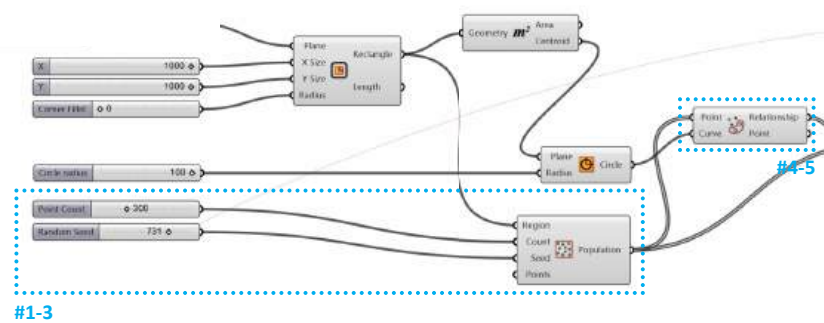 Area
Geometry m² Centroid
Plane
X Size
Y Size
Radius
Rectangle
Length
X 1000
Y 1000
Corner Fillet 0
Point Relationship
Curve Point
#4-5
Plane
Radius
Circle
Circle radius 100
Point Count 300
Random Seed 731
Region
Count
Seed
Points
Population
#1-3